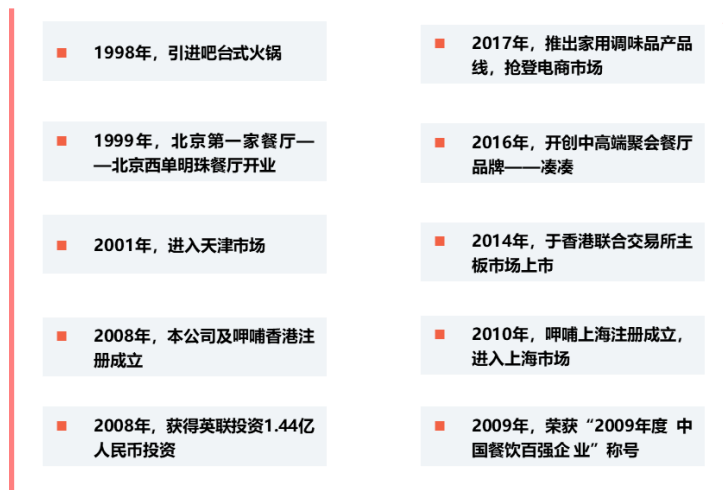 1998年，引进吧台式火锅
1999年，北京第一家餐厅—
—北京西单明珠餐厅开业
2001年，进入天津市场
2008年，本公司及呷哺香港注
册成立
2008年，获得英联投资1.44亿
人民币投资
2017年，推出家用调味品产品
线，抢登电商市场
2016年，开创中高端聚会餐厅
品牌——凑凑
2014年，于香港联合交易所主
板市场上市
2010年，呷哺上海注册成立，
进入上海市场
2009年，荣获“2009年度 中
国餐饮百强企 业”称号